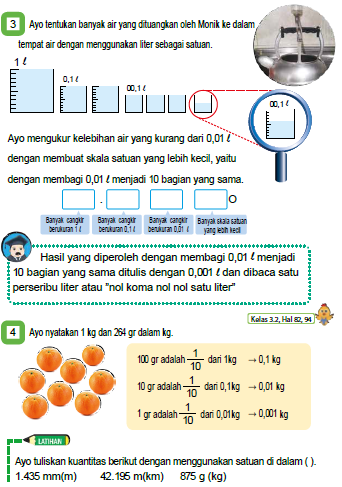 3 Ayo tentukan banyak air yang dituangkan oleh Monik ke dalam
tempat air dengan menggunakan liter sebagai satuan.
1 ℓ
0,1 ℓ
00,1 ℓ
00,1 ℓ
Ayo mengukur kelebihan air yang kurang dari 0,01 ℓ
dengan membuat skala satuan yang lebih kecil, yaitu
dengan membagi 0,01 ℓ menjadi 10 bagian yang sama.
. O
Banyak cangkir berukuran 1 ℓ
Banyak cangkir berukuran 0,1 ℓ
Banyak cangkir berukuran 0,01 ℓ
Banyak skala satuan yang lebih kecil
Hasil yang diperoleh dengan membagi 0,01 ℓ menjadi
10 bagian yang sama ditulis dengan 0,001 ℓ dan dibaca satu
perseribu liter atau "nol koma nol nol satu liter"
Kelas 3.2, Hal 82, 94
4 Ayo nyatakan 1 kg dan 264 gr dalam kg.
100 gr adalah 1/10 dari 1kg → 0,1 kg
10 gr adalah 1/10 dari 0,1kg → 0,01 kg
1 gr adalah 1/10 dari 0,01kg → 0,001 kg
LATIHAN
Ayo tuliskan kuantitas berikut dengan menggunakan satuan di dalam ( ).
1.435 mm(m) 42.195 m(km) 875 g (kg)